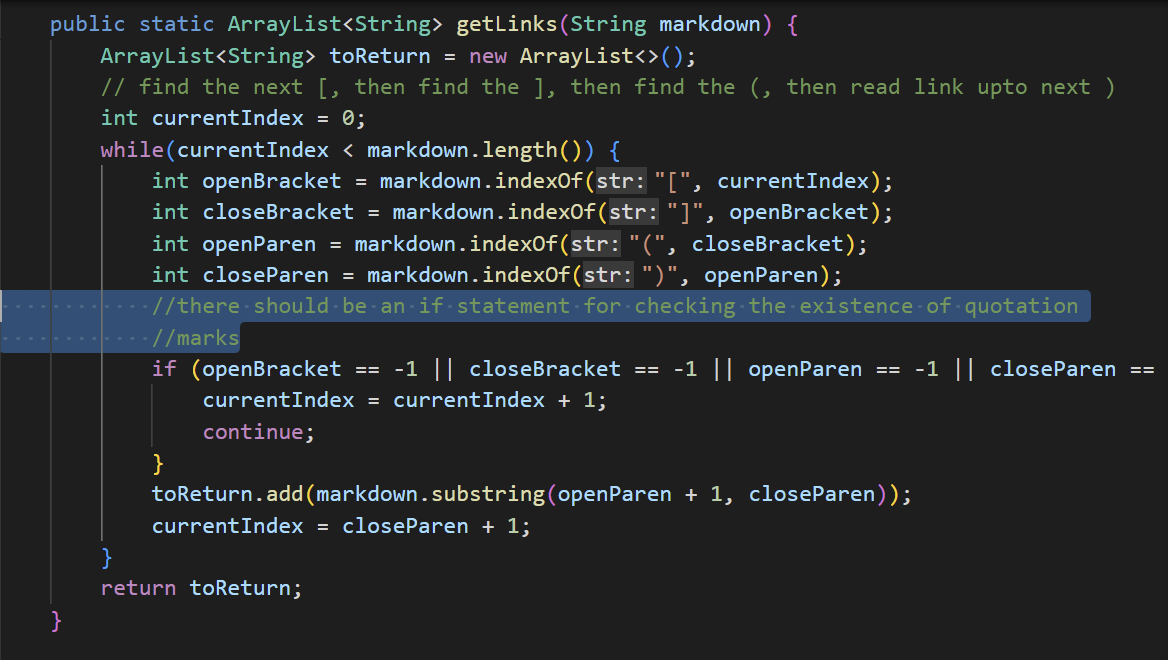 public static ArrayList<String> getLinks(String markdown) {
ArrayList<String> toReturn = new ArrayList<>();
// find the next [, then find the ], then find the (, then read link upto next )
int currentIndex = 0;
while(currentIndex < markdown.length()) {
int openBracket = markdown.indexOf(str: "[", currentIndex);
int closeBracket = markdown.indexOf(str: "]", openBracket);
int openParen = markdown.indexOf(str: "(", closeBracket);
int closeParen = markdown.indexOf(str: ")", openParen);
//there should be an if statement for checking the existence of quotation
//marks
if (openBracket == -1 || closeBracket == -1 || openParen == -1 || closeParen ==
currentIndex = currentIndex + 1;
continue;
}
toReturn.add(markdown.substring(openParen + 1, closeParen));
currentIndex = closeParen + 1;
}
return toReturn;
}